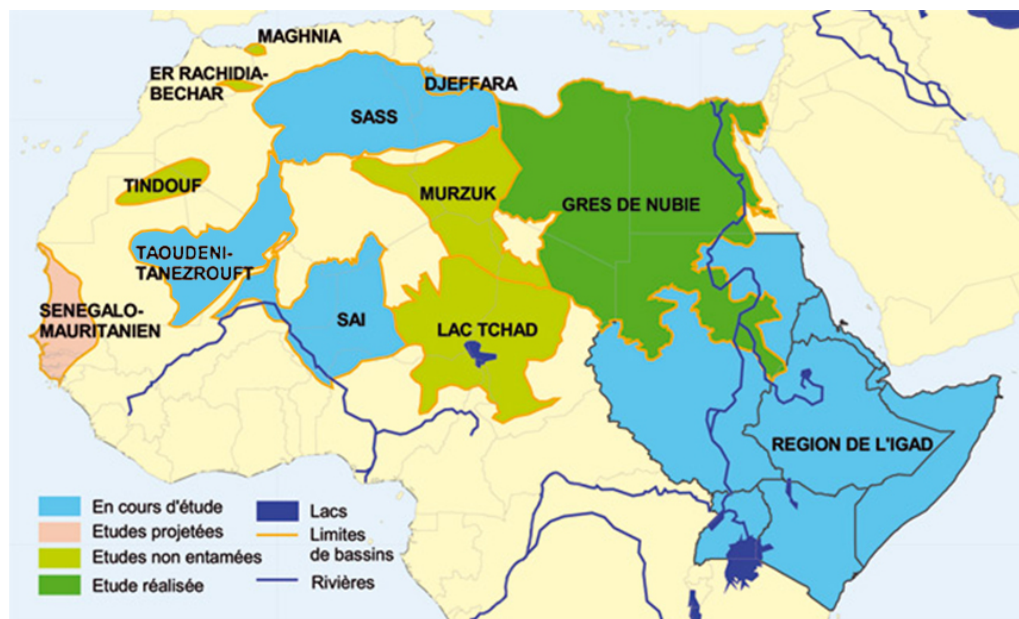 MAGHNIA
ER RACHIDIA-
BECHAR
DJEFFARA
SASS
TINDOUF
MURZUK
GRES DE NUBIE
TAOUDENI-
TANEZROUFT
SENEGALO-
MAURITANIEN
SAI
LAC TCHAD
REGION DE L'IGAD
En cours d'étude
Etudes projetées
Etudes non entamées
Etude réalisée
Lacs
Limites
de bassins
Rivières